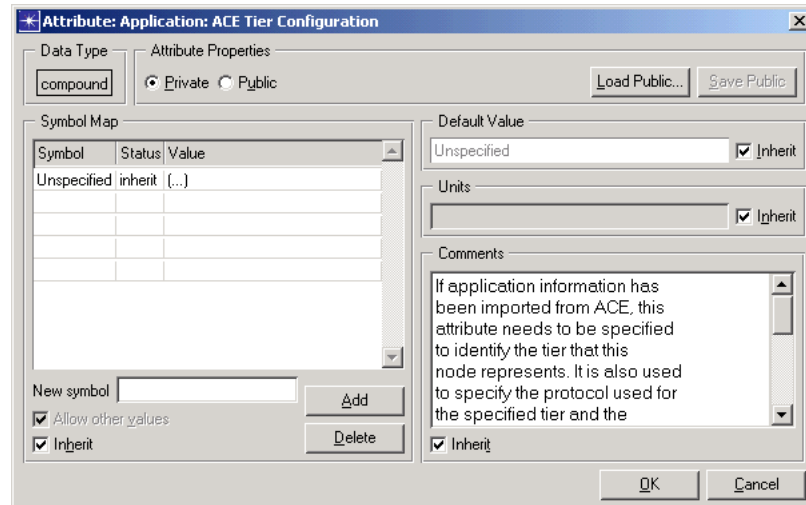 Attribute: Application: ACE Tier Configuration
Data Type
compound
Attribute Properties
Private
Public
Load Public...
Save Public
Symbol Map
Symbol Status Value
Unspecified inherit (...)
New symbol
Add
Allow other values
Inherit
Delete
Default Value
Unspecified
Inherit
Units
Inherit
Comments
If application information has
been imported from ACE, this
attribute needs to be specified
to identify the tier that this
node represents. It is also used
to specify the protocol used for
the specified tier and the
Inherit
OK
Cancel